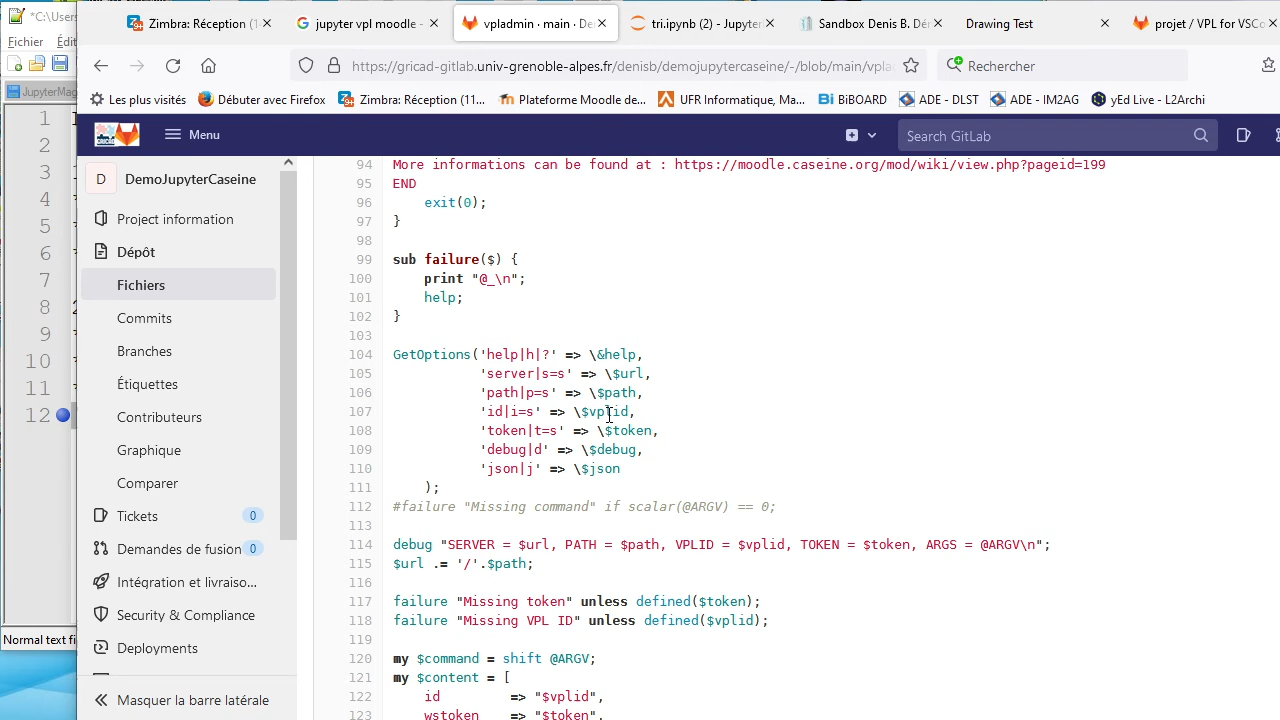 *C:\Users
Fichier Édit
JupyterMag
1
2
3
4
5
6
7
8
9
10
11
12
Normal text fi
Zimbra: Réception (1
jupyter vpl moodle -
vpladmin · main · De
tri.ipynb (2) - Jupyter
Sandbox Denis B. Dé
Drawing Test
projet / VPL for VSCo
https://gricad-gitlab.univ-grenoble-alpes.fr/denisb/demojupytercaseine/-/blob/main/vpla
Rechercher
Les plus visités Débuter avec Firefox Zimbra: Réception (11... Plateforme Moodle de... UFR Informatique, Ma... BiBOARD ADE - DLST ADE - IM2AG yEd Live - L2Archi
GRICAD Menu Search GitLab
D DemoJupyterCaseine
Project information
Dépôt
Fichiers
Commits
Branches
Étiquettes
Contributeurs
Graphique
Comparer
Tickets 0
Demandes de fusion 0
Intégration et livraiso...
Security & Compliance
Deployments
Masquer la barre latérale
94 More informations can be found at : https://moodle.caseine.org/mod/wiki/view.php?pageid=199
95 END
96 exit(0);
97 }
98
99 sub failure($) {
100 print "@_\n";
101 help;
102 }
103
104 GetOptions('help|h|?' => \&help,
105 'server|s=s' => \$url,
106 'path|p=s' => \$path,
107 'id|i=s' => \$vplid,
108 'token|t=s' => \$token,
109 'debug|d' => \$debug,
110 'json|j' => \$json
111 );
112 #failure "Missing command" if scalar(@ARGV) == 0;
113
114 debug "SERVER = $url, PATH = $path, VPLID = $vplid, TOKEN = $token, ARGS = @ARGV\n";
115 $url .= '/'.$path;
116
117 failure "Missing token" unless defined($token);
118 failure "Missing VPL ID" unless defined($vplid);
119
120 my $command = shift @ARGV;
121 my $content = [
122 id => "$vplid",
123 wstoken => "$token",